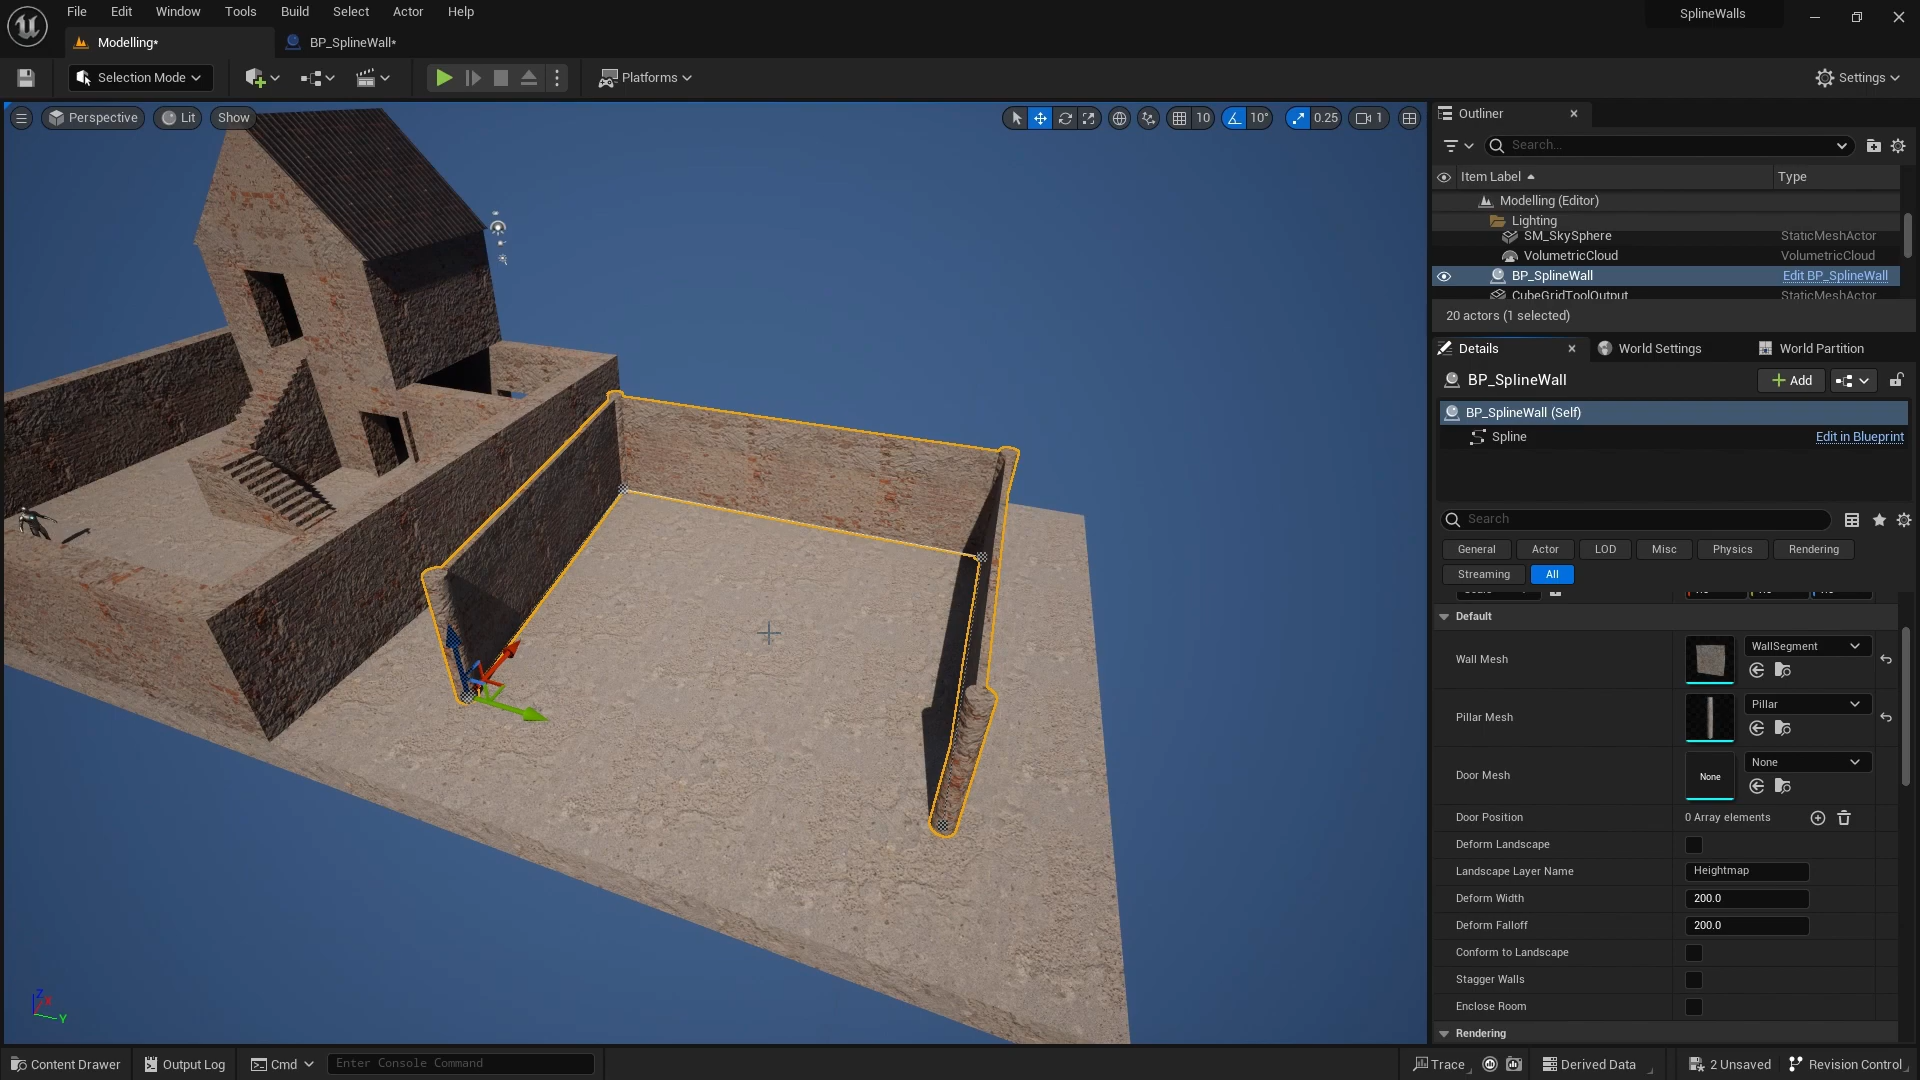 File Edit Window Tools Build Select Actor Help
SplineWalls
Modelling*
BP_SplineWall*
Selection Mode
Platforms
Settings
Perspective
Lit
Show
10
10°
0.25
1
Outliner
Search...
Item Label
Type
Modelling (Editor)
Lighting
SM_SkySphere StaticMeshActor
VolumetricCloud VolumetricCloud
BP_SplineWall Edit BP_SplineWall
CubeGridToolOutput StaticMeshActor
20 actors (1 selected)
Details
World Settings
World Partition
BP_SplineWall
Add
BP_SplineWall (Self)
Spline
Edit in Blueprint
Search
General
Actor
LOD
Misc
Physics
Rendering
Streaming
All
Default
Wall Mesh
WallSegment
Pillar Mesh
Pillar
Door Mesh
None
None
Door Position
0 Array elements
Deform Landscape
Landscape Layer Name
Heightmap
Deform Width
200.0
Deform Falloff
200.0
Conform to Landscape
Stagger Walls
Enclose Room
Rendering
Z
X
Y
Content Drawer
Output Log
Cmd
Enter Console Command
Trace
Derived Data
2 Unsaved
Revision Control